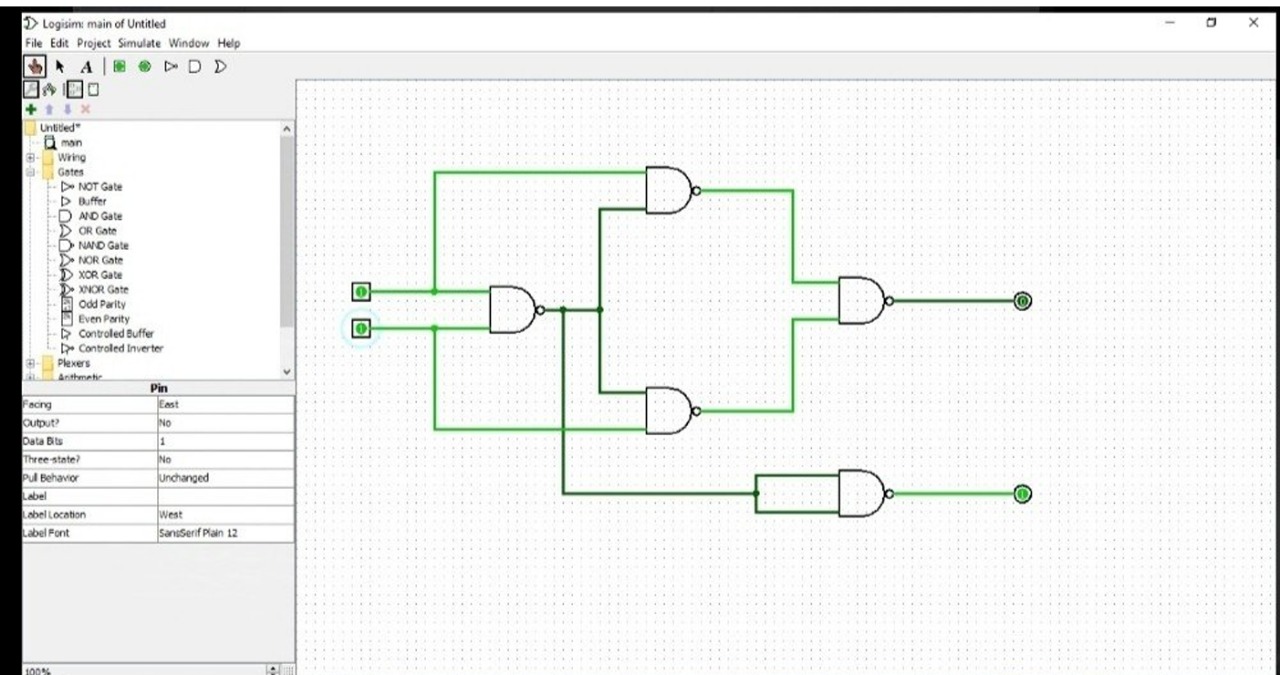 Logisim: main of Untitled
File Edit Project Simulate Window Help
A
Untitled*
main
Wiring
Gates
NOT Gate
Buffer
AND Gate
OR Gate
NAND Gate
NOR Gate
XOR Gate
XNOR Gate
Odd Parity
Even Parity
Controlled Buffer
Controlled Inverter
Plexers
Arithmetic
Pin
Facing East
Output? No
Data Bits 1
Three-state? No
Pull Behavior Unchanged
Label
Label Location West
Label Font SansSerif Plain 12
100%
1
1
0
1